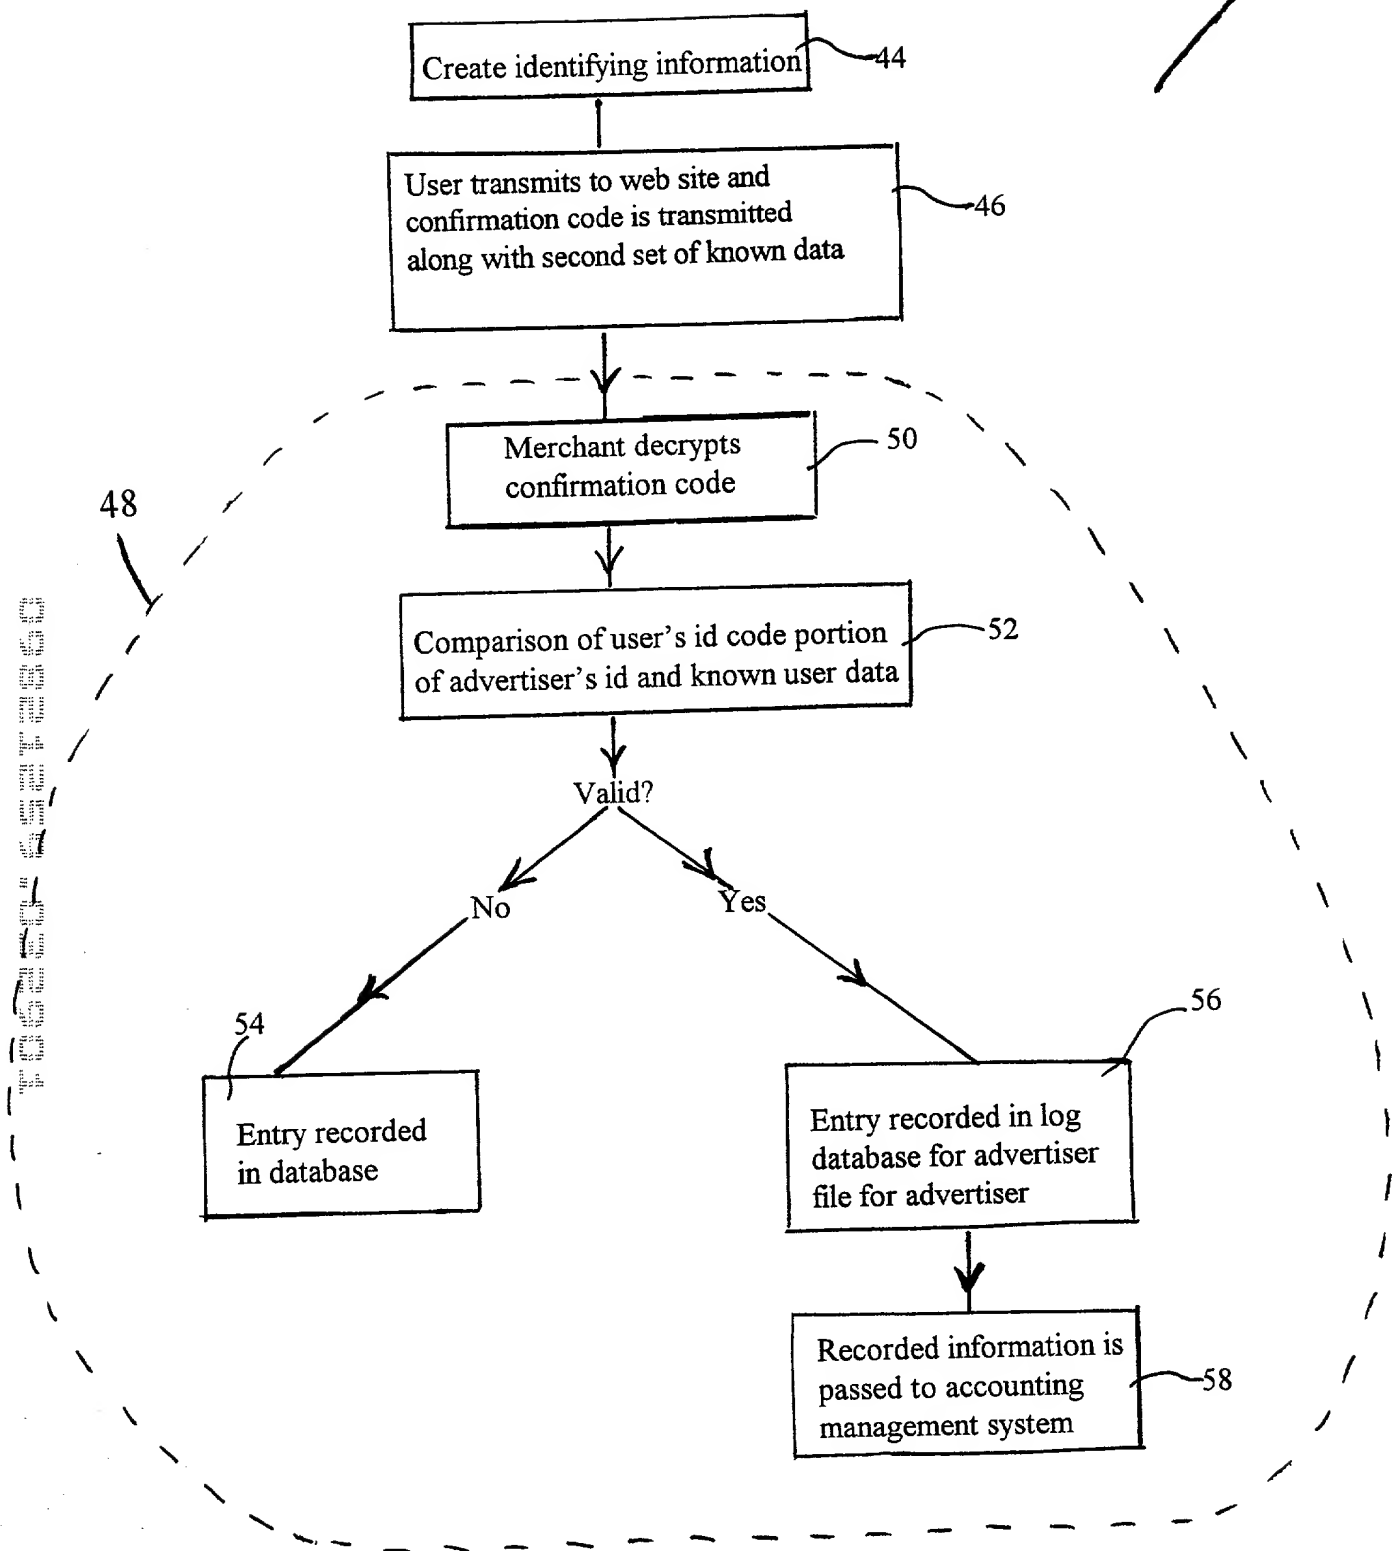 Create identifying information
44
User transmits to web site and
confirmation code is transmitted
along with second set of known data
46
Merchant decrypts
confirmation code
50
48
Comparison of user's id code portion
of advertiser's id and known user data
52
Valid?
No
Yes
54
56
Entry recorded
in database
Entry recorded in log
database for advertiser
file for advertiser
Recorded information is
passed to accounting
management system
58